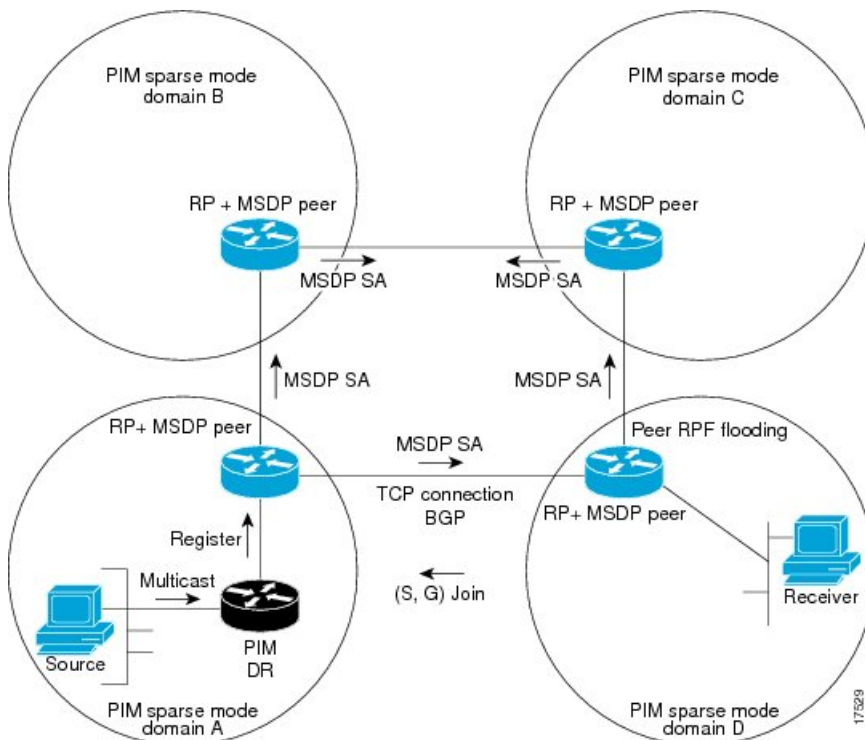 PIM sparse mode
domain B
PIM sparse mode
domain C
RP + MSDP peer
RP + MSDP peer
MSDP SA
MSDP SA
MSDP SA
MSDP SA
RP+ MSDP peer
MSDP SA
Peer RPF flooding
TCP connection
BGP
RP+ MSDP peer
Register
Multicast
(S, G) Join
Receiver
Source
PIM
DR
PIM sparse mode
domain A
PIM sparse mode
domain D
17529